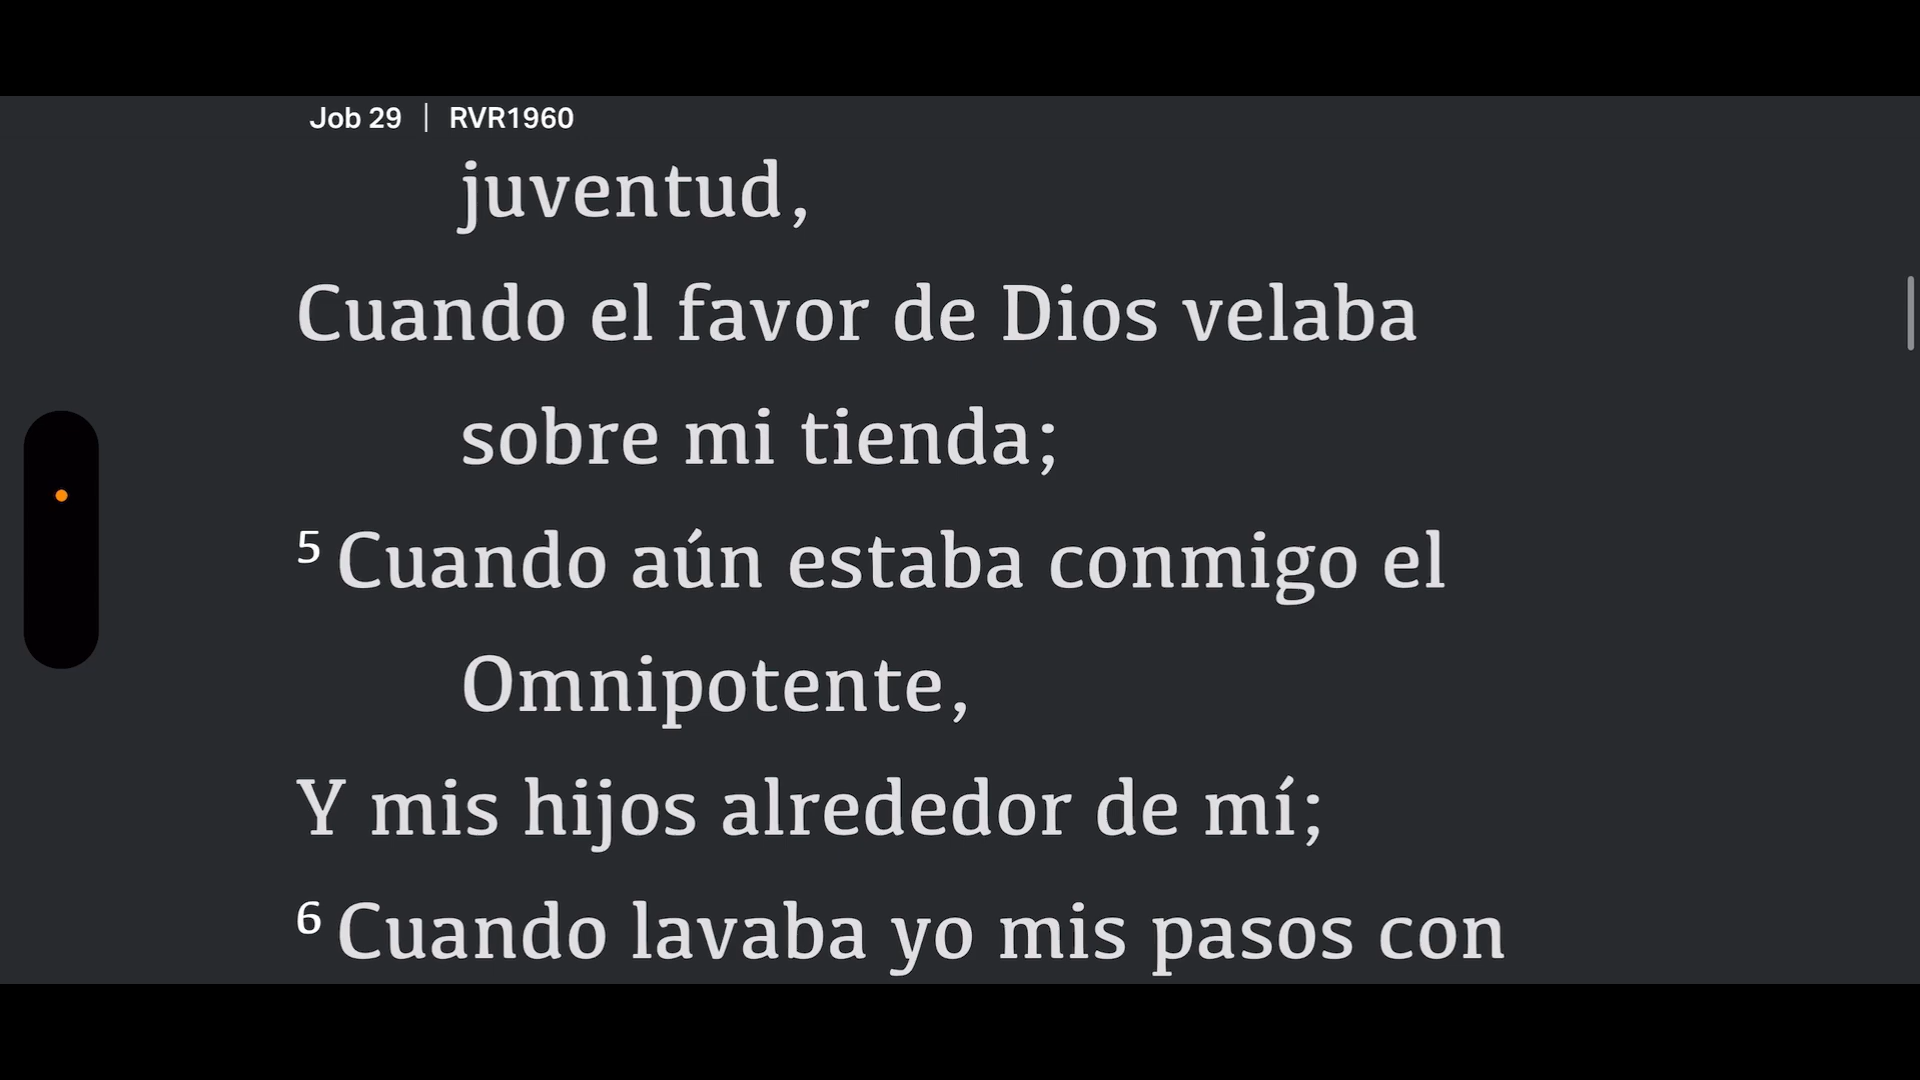 Job 29 | RVR1960
juventud,
Cuando el favor de Dios velaba
sobre mi tienda;
5 Cuando aún estaba conmigo el
Omnipotente,
Y mis hijos alrededor de mí;
6 Cuando lavaba yo mis pasos con